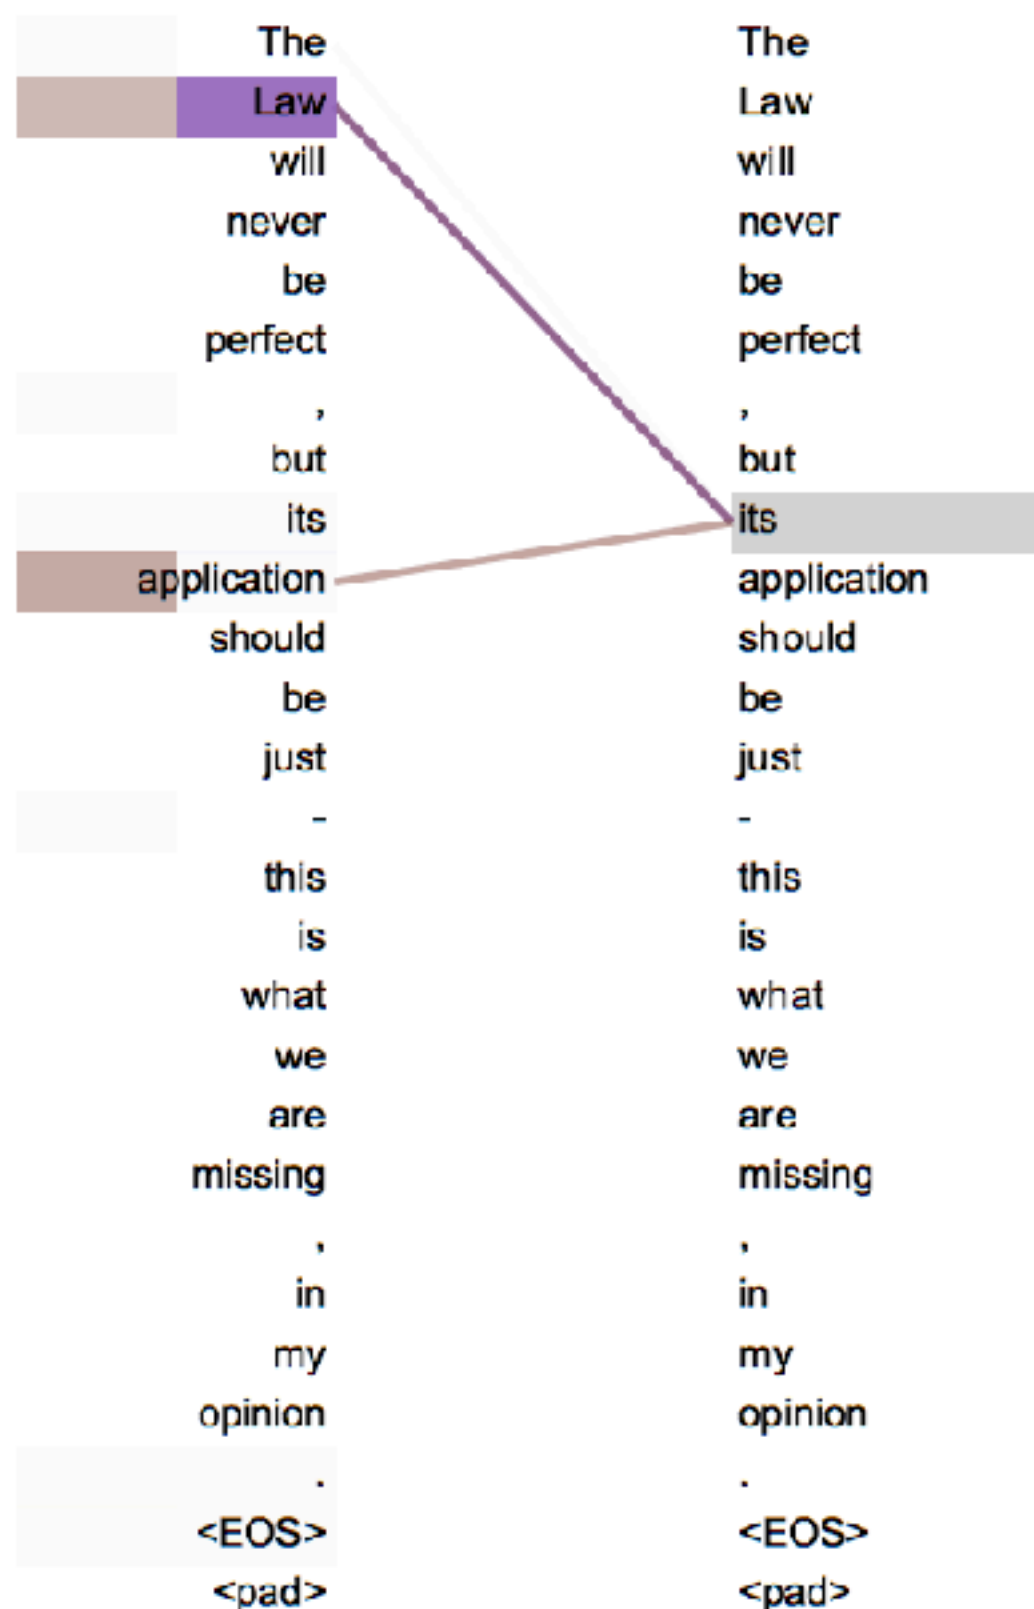 The The
Law Law
will will
never never
be be
perfect perfect
, ,
but but
its its
application application
should should
be be
just just
- -
this this
is is
what what
we we
are are
missing missing
, ,
in in
my my
opinion opinion
. .
<EOS> <EOS>
<pad> <pad>